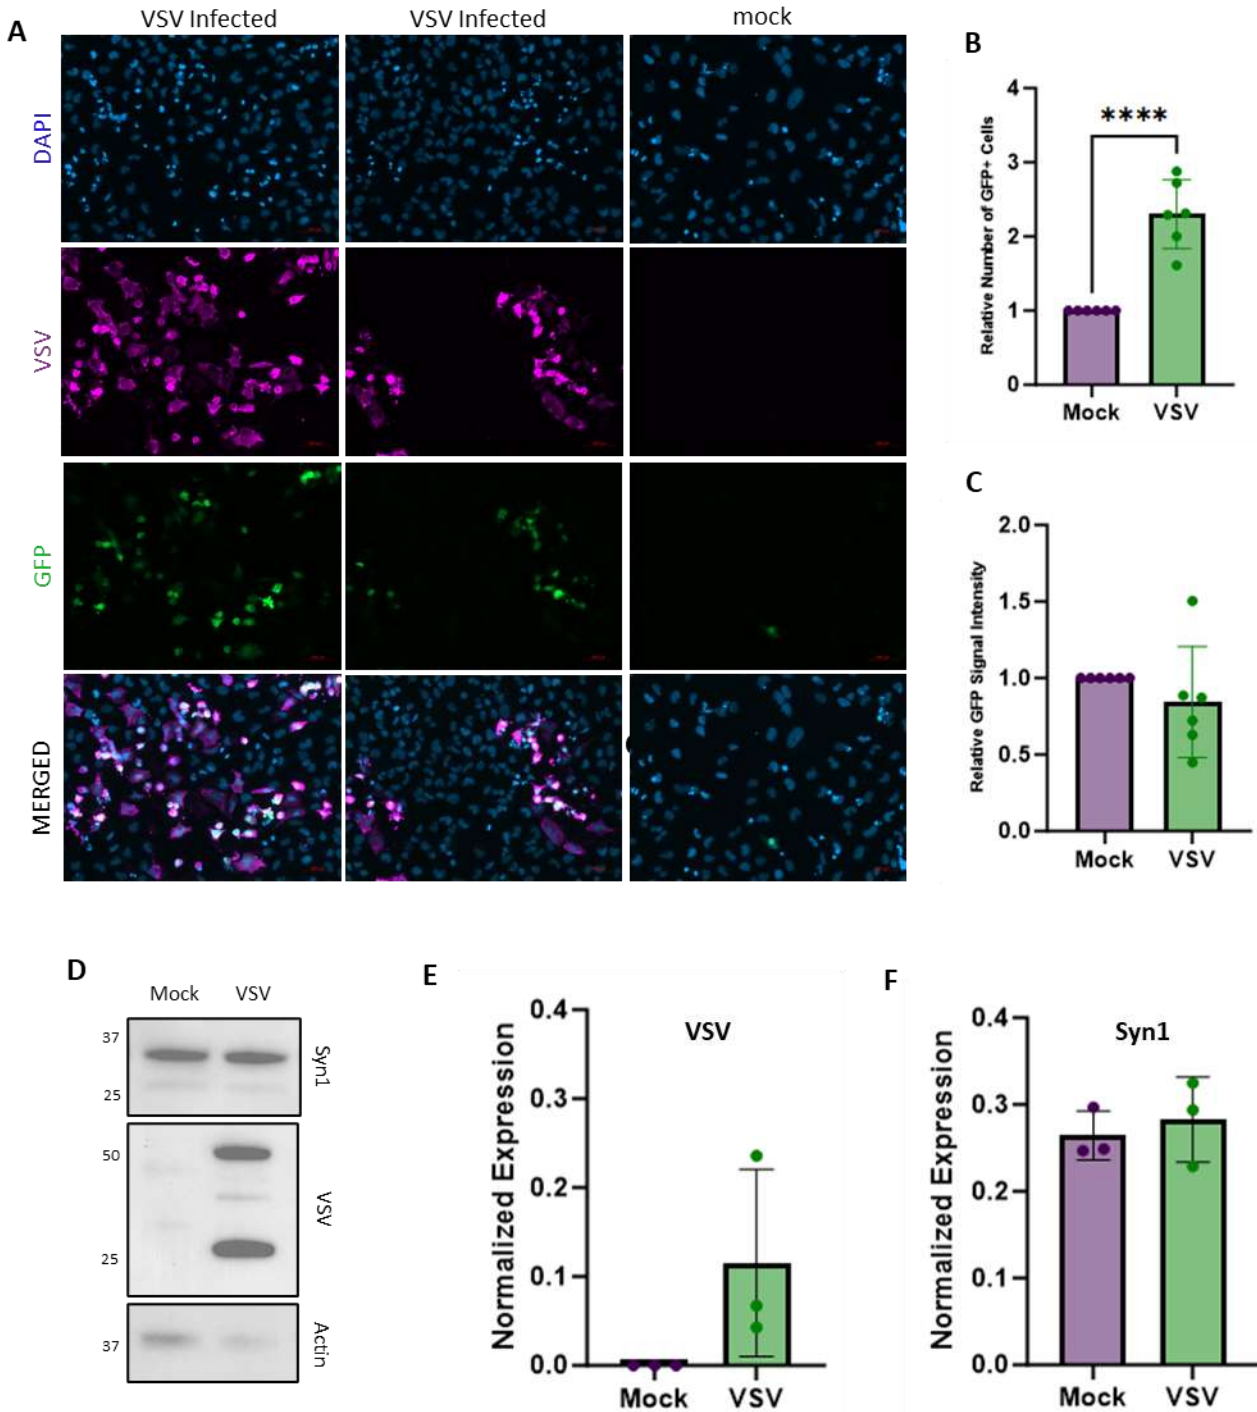 A
VSV Infected
VSV Infected
mock
DAPI
VSV
GFP
MERGED
B
Relative Number of GFP+ Cells
4
3
2
1
0
****
Mock
VSV
C
Relative GFP Signal Intensity
2.0
1.5
1.0
0.5
0.0
Mock
VSV
D
Mock
VSV
37
25
Syn1
50
25
VSV
37
Actin
E
VSV
Normalized Expression
0.4
0.3
0.2
0.1
0.0
Mock
VSV
F
Syn1
Normalized Expression
0.4
0.3
0.2
0.1
0.0
Mock
VSV